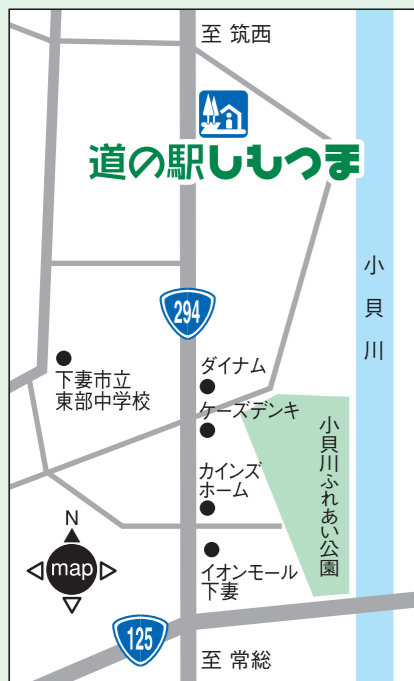 至 筑西
道の駅しもつま
小貝川
294
下妻市立
東部中学校
ダイナム
ケーズデンキ
小貝川ふれあい公園
カインズ
ホーム
N
map
イオンモール
下妻
125
至 常総